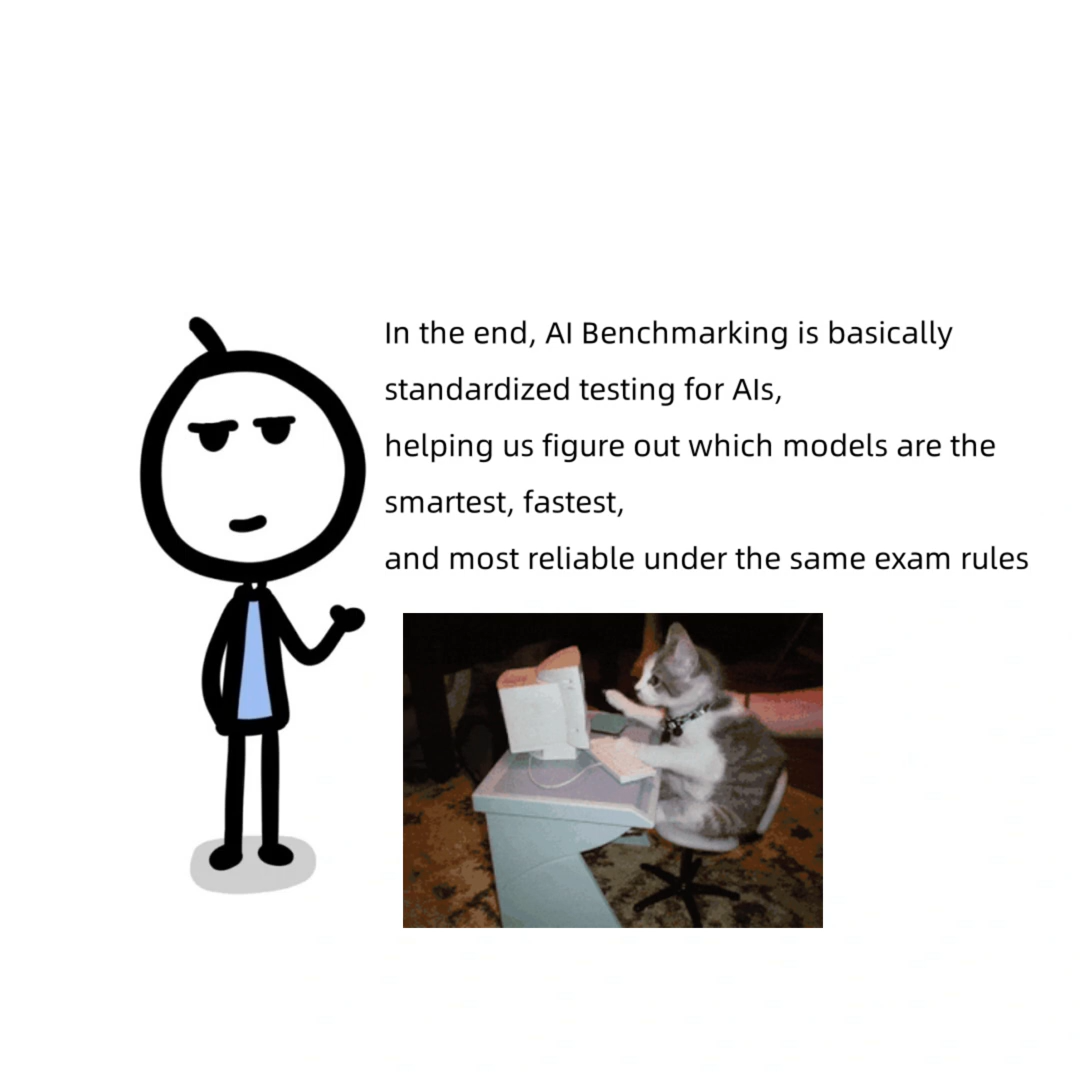 In the end, AI Benchmarking is basically
standardized testing for AIs,
helping us figure out which models are the
smartest, fastest,
and most reliable under the same exam rules